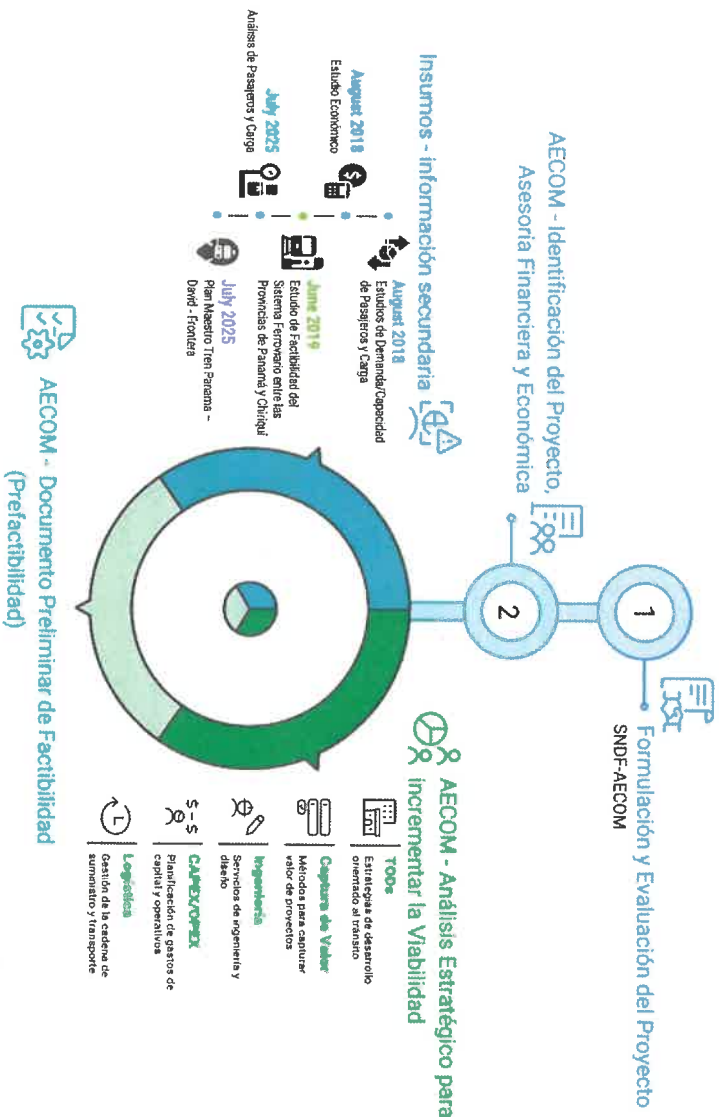 1
Formulación y Evaluación del Proyecto
SNDF-AECOM
2
AECOM - Identificación del Proyecto,
Asesoría Financiera y Económica
Insumos - información secundaria
August 2018
Estudio Económico
August 2018
Estudios de Demanda/Capacidad
de Pasajeros y Carga
June 2019
Estudio de Factibilidad del
Sistema Ferroviario entre las
Provincias de Panamá y Chiriquí
July 2025
Análisis de Pasajeros y Carga
July 2025
Plan Maestro Tren Panamá –
David - Frontera
AECOM - Análisis Estratégico para
incrementar la Viabilidad
TODs
Estrategias de desarrollo
orientado al tránsito
Captura de Valor
Métodos para capturar
valor de proyectos
Ingeniería
Servicios de ingeniería y
diseño
$-$
CAPEX/OPEX
Planificación de gastos de
capital y operativos
Logística
Gestión de la cadena de
suministro y transporte
AECOM - Documento Preliminar de Factibilidad
(Prefactibilidad)